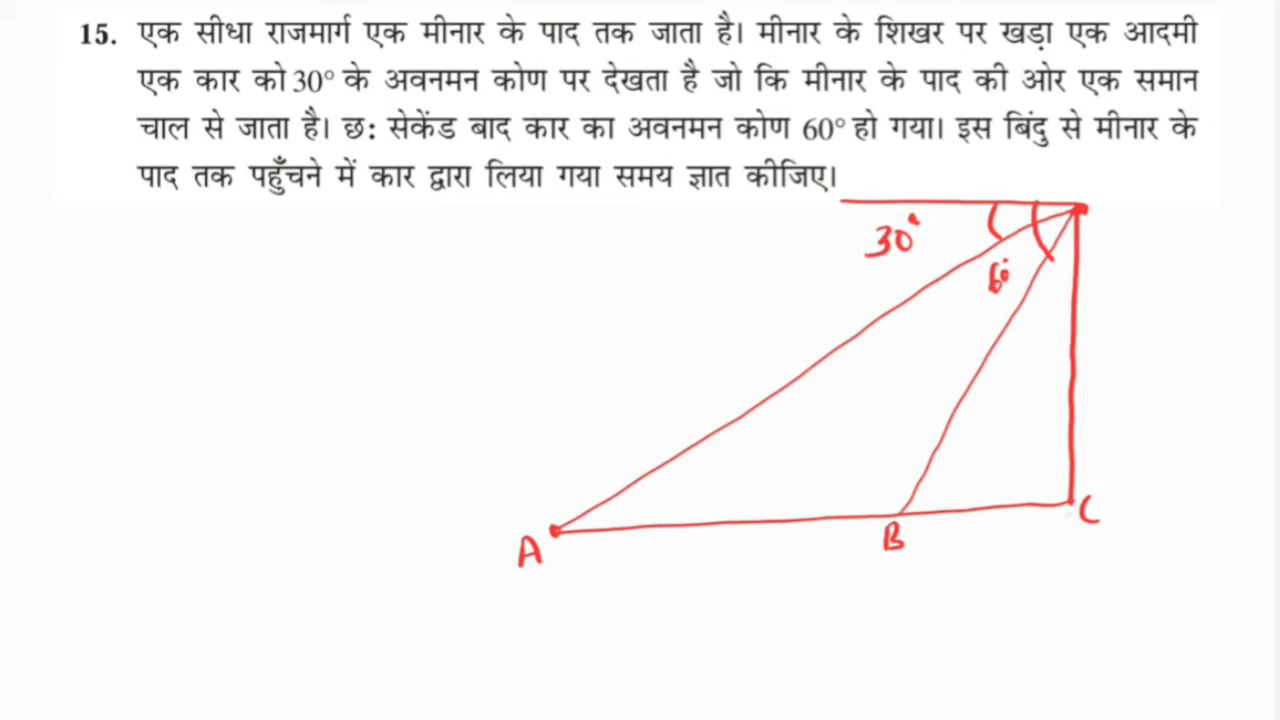 15. एक सीधा राजमार्ग एक मीनार के पाद तक जाता है। मीनार के शिखर पर खड़ा एक आदमी
एक कार को 30° के अवनमन कोण पर देखता है जो कि मीनार के पाद की ओर एक समान
चाल से जाता है। छ: सेकेंड बाद कार का अवनमन कोण 60° हो गया। इस बिंदु से मीनार के
पाद तक पहुँचने में कार द्वारा लिया गया समय ज्ञात कीजिए।
30°
60°
A
B
C